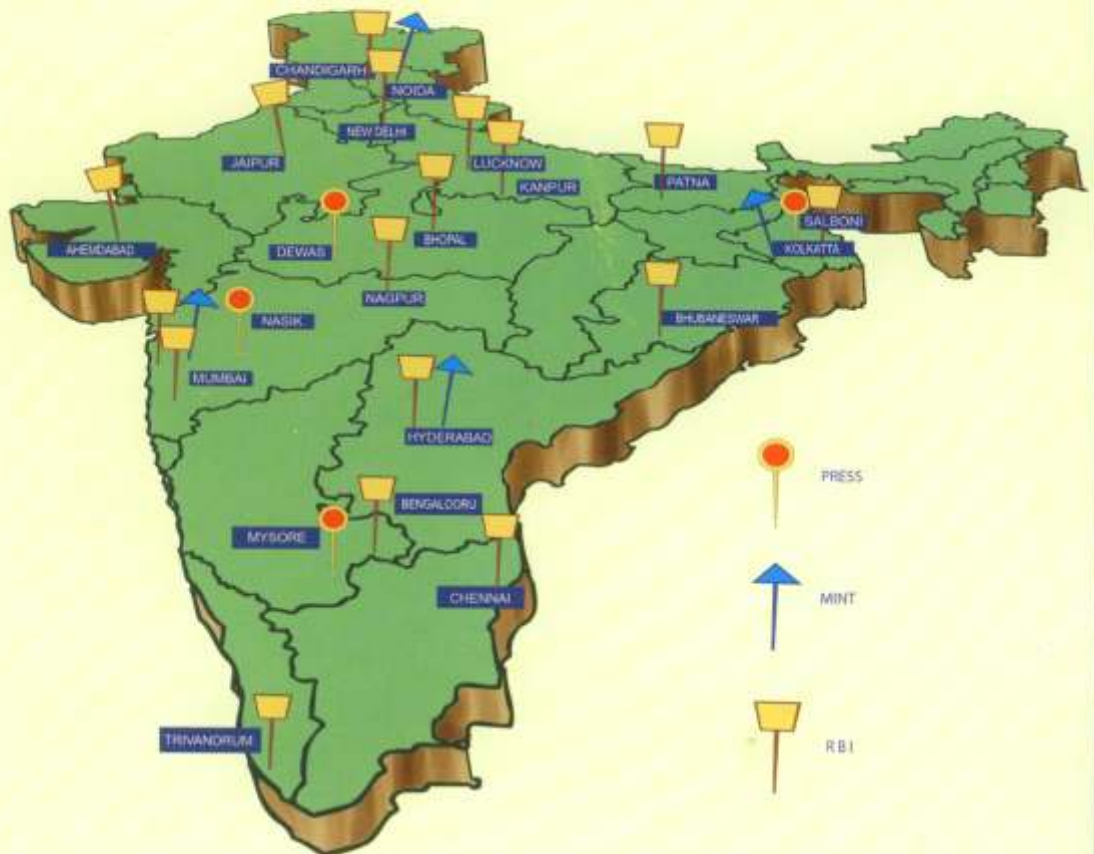 CHANDIGARH
NOIDA
NEW DELHI
JAIPUR
LUCKNOW
KANPUR
PATNA
SALBONI
KOLKATTA
AHEMDABAD
DEWAS
BHOPAL
NAGPUR
BHUBANESWAR
NASIK
MUMBAI
HYDERABAD
BENGALOORU
MYSORE
CHENNAI
TRIVANDRUM
PRESS
MINT
RBI